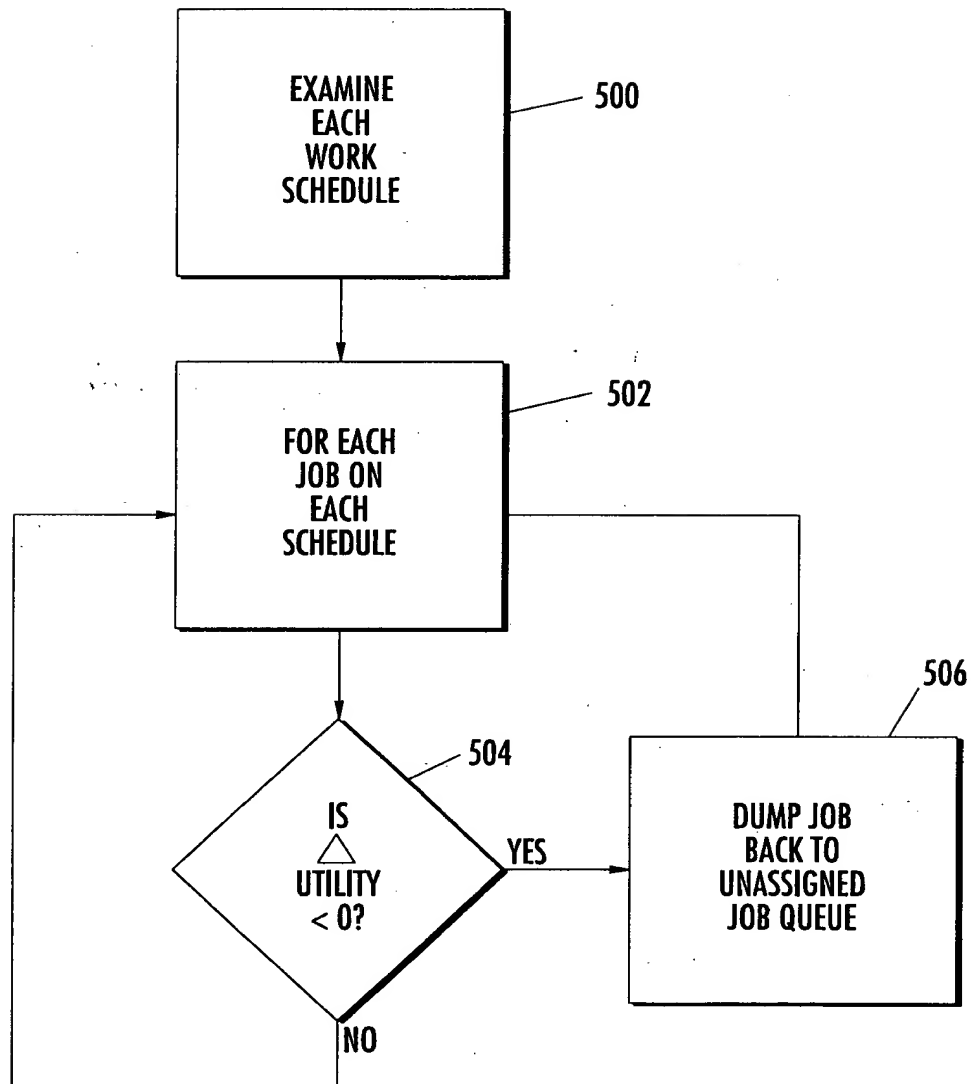 EXAMINE
EACH
WORK
SCHEDULE
500
FOR EACH
JOB ON
EACH
SCHEDULE
502
IS
△
UTILITY
< 0?
504
YES
NO
DUMP JOB
BACK TO
UNASSIGNED
JOB QUEUE
506